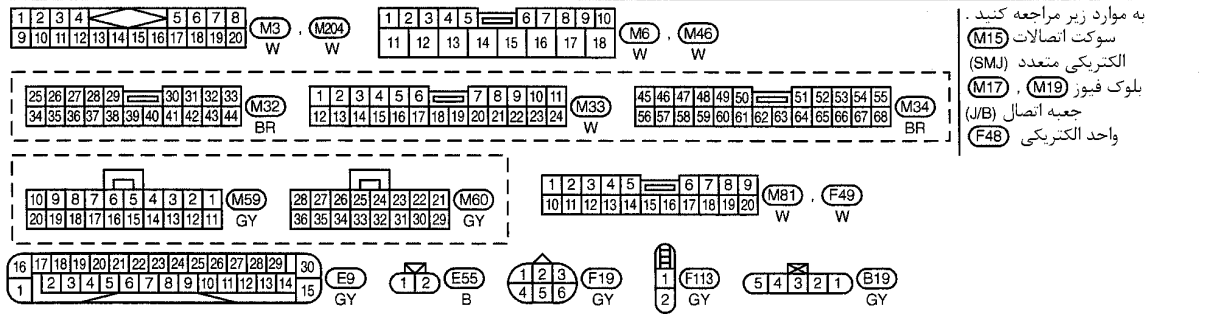 1 2 3 4 5 6 7 8
9 10 11 12 13 14 15 16 17 18 19 20
M3 , M204
W W
1 2 3 4 5 6 7 8 9 10
11 12 13 14 15 16 17 18
M6 , M46
W W
به موارد زیر مراجعه کنید .
سوکت اتصالات M15
الکتریکی متعدد (SMJ)
بلوک فیوز M17 , M19
جعبه اتصال (J/B)
واحد الکتریکی F48
25 26 27 28 29 30 31 32 33
34 35 36 37 38 39 40 41 42 43 44
M32
BR
1 2 3 4 5 6 7 8 9 10 11
12 13 14 15 16 17 18 19 20 21 22 23 24
M33
W
45 46 47 48 49 50 51 52 53 54 55
56 57 58 59 60 61 62 63 64 65 66 67 68
M34
BR
10 9 8 7 6 5 4 3 2 1
20 19 18 17 16 15 14 13 12 11
M59
GY
28 27 26 25 24 23 22 21
36 35 34 33 32 31 30 29
M60
GY
1 2 3 4 5 6 7 8 9
10 11 12 13 14 15 16 17 18 19 20
M81 , F49
W W
16 17 18 19 20 21 22 23 24 25 26 27 28 29 30
1 2 3 4 5 6 7 8 9 10 11 12 13 14 15
E9
GY
1 2
E55
B
1 2 3
4 5 6
F19
GY
1
2
F113
GY
5 4 3 2 1
B19
GY